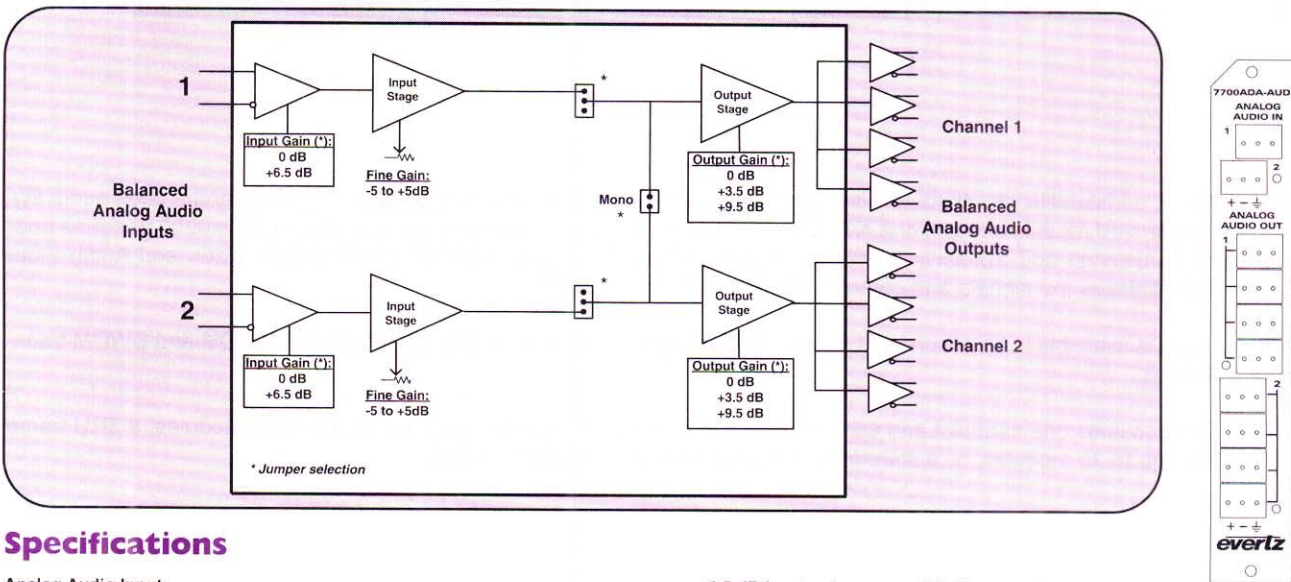 1
Input Stage
*
Output Stage
Input Gain (*):
0 dB
+6.5 dB
Fine Gain:
-5 to +5dB
Output Gain (*):
0 dB
+3.5 dB
+9.5 dB
Channel 1
Balanced
Analog Audio
Inputs
Mono
*
Balanced
Analog Audio
Outputs
2
Input Stage
*
Output Stage
Input Gain (*):
0 dB
+6.5 dB
Fine Gain:
-5 to +5dB
Output Gain (*):
0 dB
+3.5 dB
+9.5 dB
Channel 2
* Jumper selection
7700ADA-AUD
ANALOG
AUDIO IN
1
2
+ -
ANALOG
AUDIO OUT
1
2
+ -
evertz
Specifications